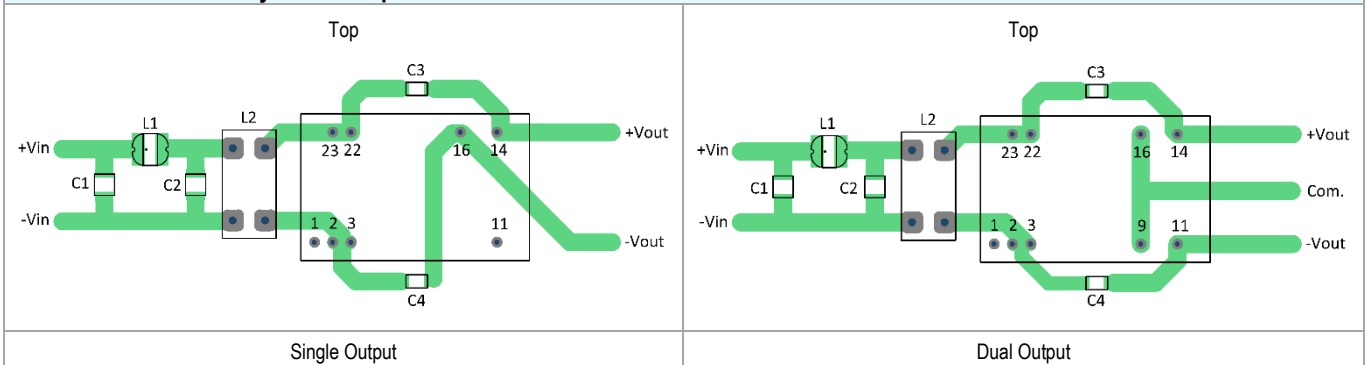 Top
C3
L1
L2
+Vin
23 22
16
14
+Vout
C1
C2
-Vin
1 2 3
11
-Vout
C4
Single Output
Top
C3
L1
L2
+Vin
23 22
16
14
+Vout
C1
C2
Com.
-Vin
1 2 3
9
11
-Vout
C4
Dual Output